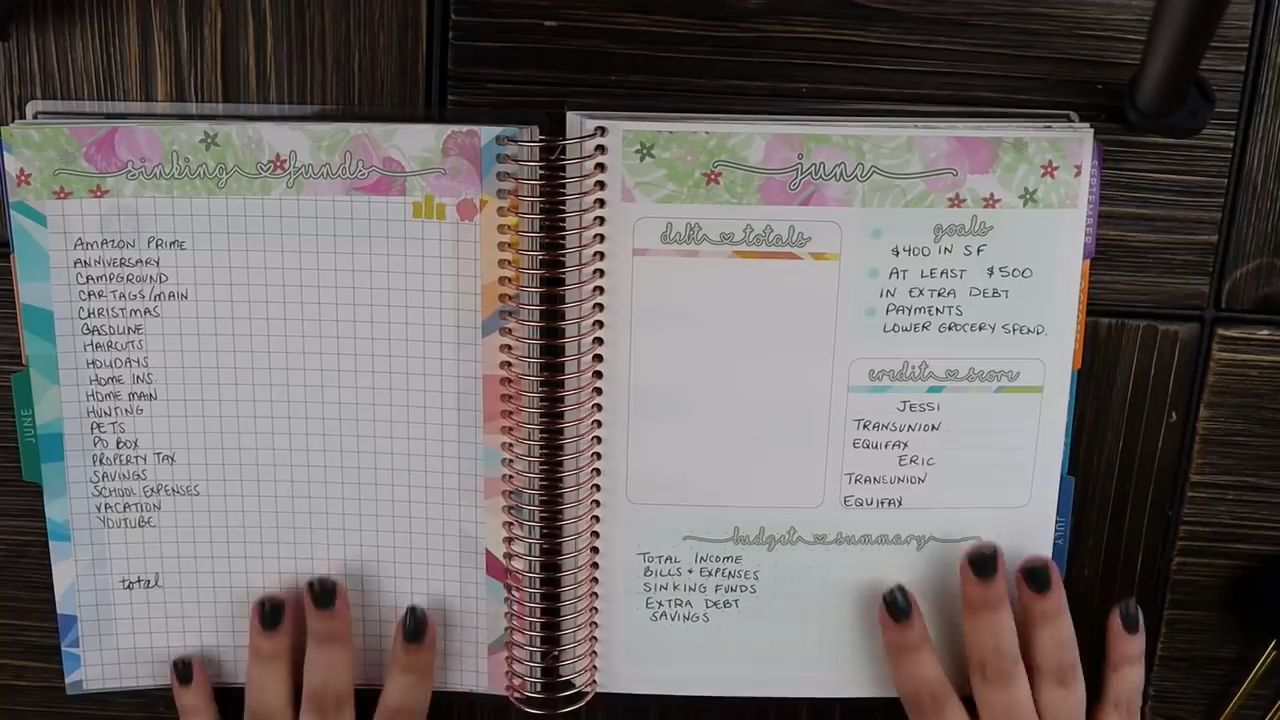 sinking funds
AMAZON PRIME
ANNIVERSARY
CAMPGROUND
CAR TAGS/MAIN
CHRISTMAS
GASOLINE
HAIRCUTS
HOLIDAYS
HOME INS.
HOME MAIN
HUNTING
PETS
PO BOX
PROPERTY TAX
SAVINGS
SCHOOL EXPENSES
VACATION
YOUTUBE
total
JUNE
june
debt totals
goals
$400 IN SF
AT LEAST $500
IN EXTRA DEBT
PAYMENTS
LOWER GROCERY SPEND.
credit score
JESSI
TRANSUNION
EQUIFAX
ERIC
TRANSUNION
EQUIFAX
budget summary
TOTAL INCOME
BILLS + EXPENSES
SINKING FUNDS
EXTRA DEBT
SAVINGS
SEPTEMBER
JULY